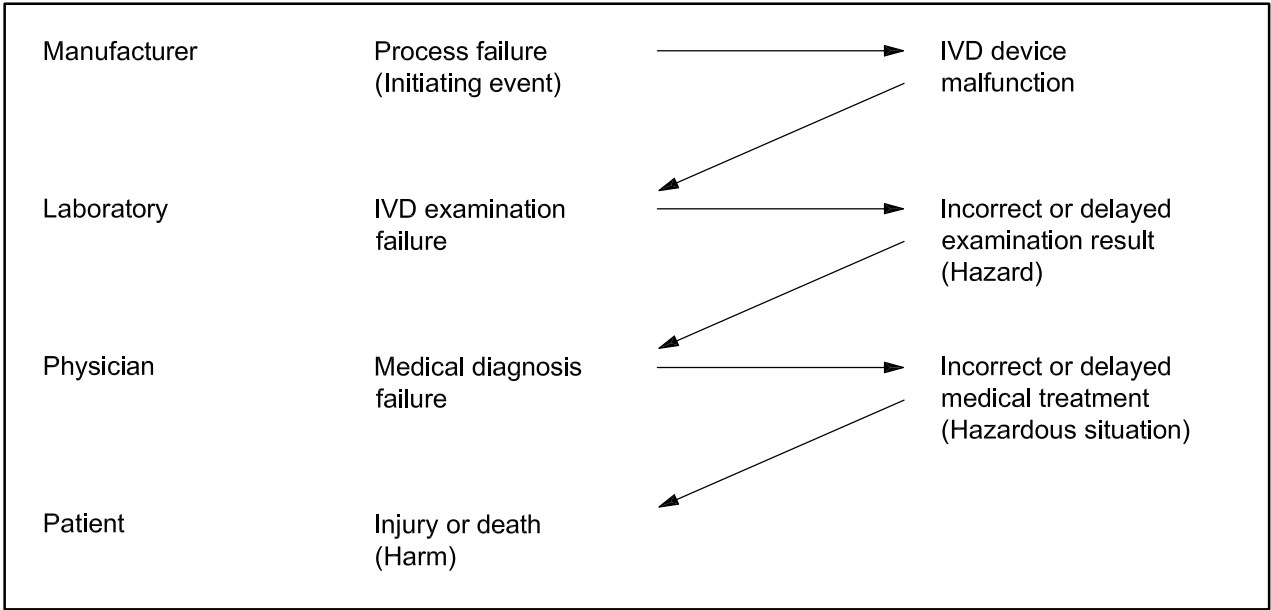 Manufacturer
Process failure
(Initiating event)
IVD device
malfunction
Laboratory
IVD examination
failure
Incorrect or delayed
examination result
(Hazard)
Physician
Medical diagnosis
failure
Incorrect or delayed
medical treatment
(Hazardous situation)
Patient
Injury or death
(Harm)